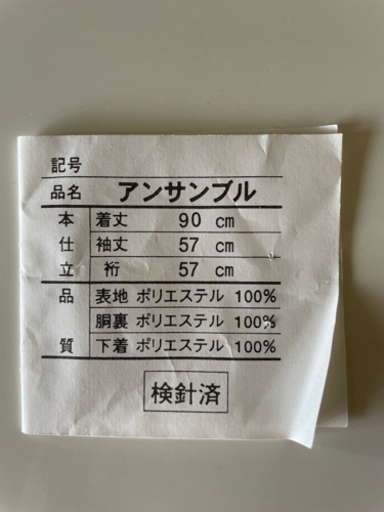 記号
品名 アンサンブル
本 着丈 90 cm
仕 袖丈 57 cm
立 裄 57 cm
品 表地 ポリエステル 100%
胴裏 ポリエステル 100%
質 下着 ポリエステル 100%
検針済